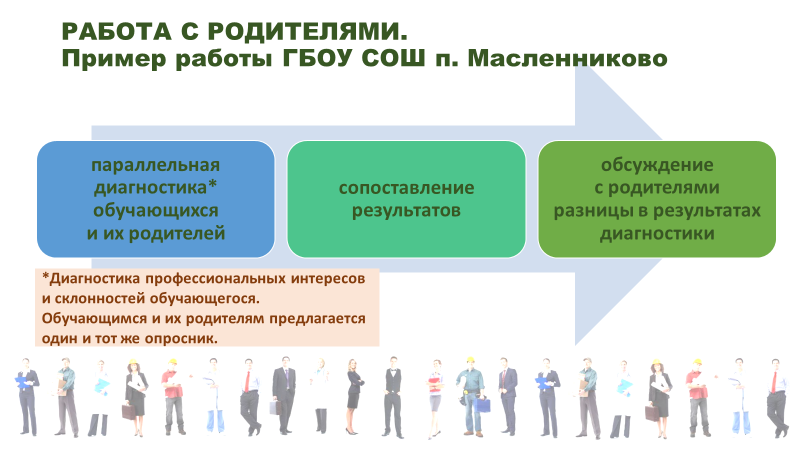 РАБОТА С РОДИТЕЛЯМИ.
Пример работы ГБОУ СОШ п. Масленниково
параллельная
диагностика*
обучающихся
и их родителей
сопоставление
результатов
обсуждение
с родителями
разницы в результатах
диагностики
*Диагностика профессиональных интересов
и склонностей обучающегося.
Обучающимся и их родителям предлагается
один и тот же опросник.